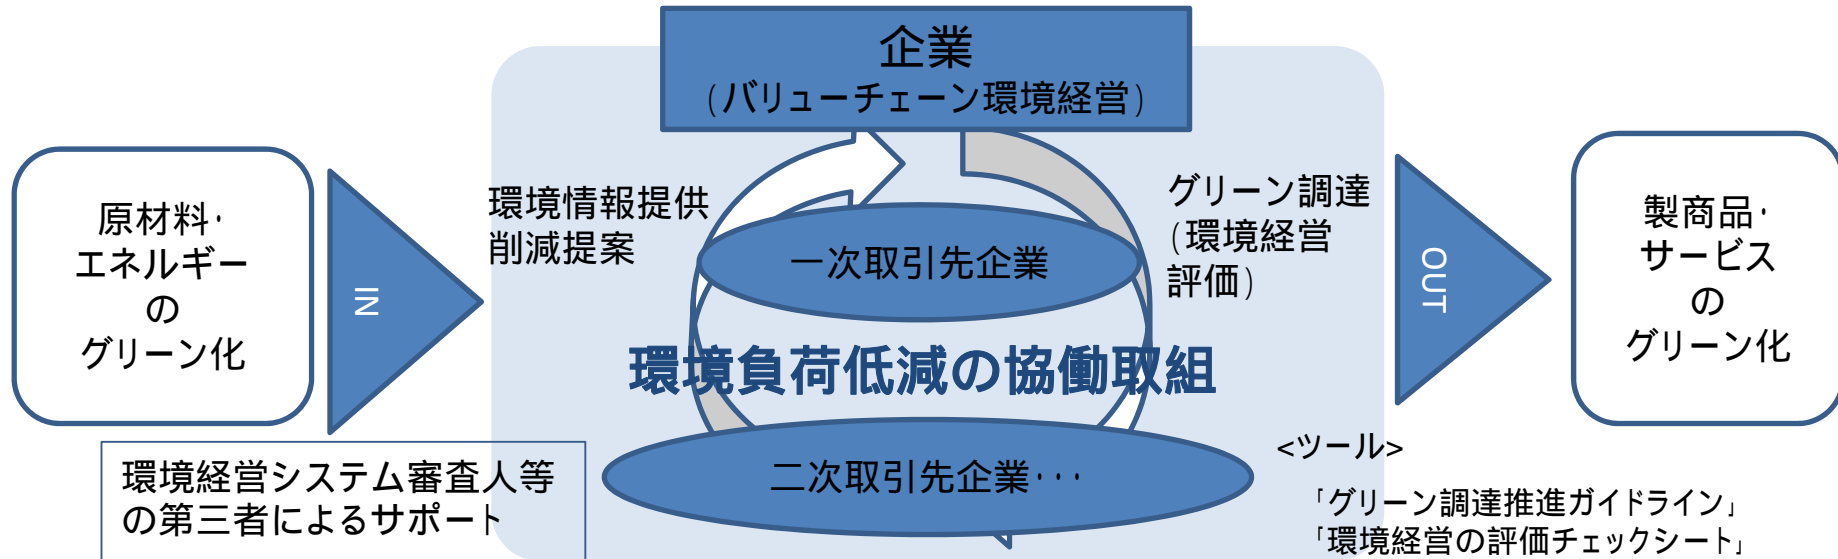 企業
(バリューチェーン環境経営)
原材料・
エネルギー
の
グリーン化
IN
環境情報提供
削減提案
一次取引先企業
グリーン調達
(環境経営
評価)
OUT
製商品・
サービス
の
グリーン化
環境負荷低減の協働取組
二次取引先企業・・・
環境経営システム審査人等
の第三者によるサポート
<ツール>
「グリーン調達推進ガイドライン」
「環境経営の評価チェックシート」